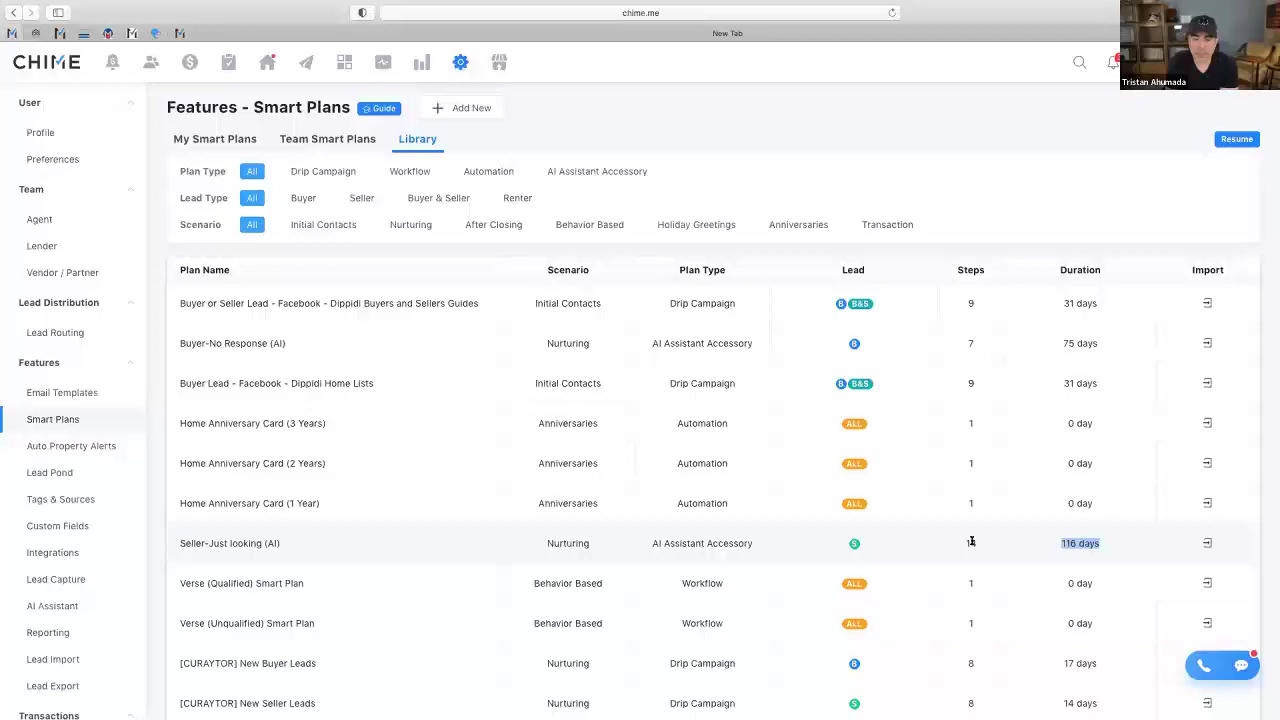 chime.me
New Tab
CHIME
Tristan Ahumada
User
Profile
Preferences
Team
Agent
Lender
Vendor / Partner
Lead Distribution
Lead Routing
Features
Email Templates
Smart Plans
Auto Property Alerts
Lead Pond
Tags & Sources
Custom Fields
Integrations
Lead Capture
AI Assistant
Reporting
Lead Import
Lead Export
Transactions
Features - Smart Plans Guide + Add New
My Smart Plans Team Smart Plans Library Resume
Plan Type All Drip Campaign Workflow Automation AI Assistant Accessory
Lead Type All Buyer Seller Buyer & Seller Renter
Scenario All Initial Contacts Nurturing After Closing Behavior Based Holiday Greetings Anniversaries Transaction
Plan Name Scenario Plan Type Lead Steps Duration Import
Buyer or Seller Lead - Facebook - Dippidi Buyers and Sellers Guides Initial Contacts Drip Campaign B B&S 9 31 days
Buyer-No Response (AI) Nurturing AI Assistant Accessory B 7 75 days
Buyer Lead - Facebook - Dippidi Home Lists Initial Contacts Drip Campaign B B&S 9 31 days
Home Anniversary Card (3 Years) Anniversaries Automation ALL 1 0 day
Home Anniversary Card (2 Years) Anniversaries Automation ALL 1 0 day
Home Anniversary Card (1 Year) Anniversaries Automation ALL 1 0 day
Seller-Just looking (AI) Nurturing AI Assistant Accessory S 116 days
Verse (Qualified) Smart Plan Behavior Based Workflow ALL 1 0 day
Verse (Unqualified) Smart Plan Behavior Based Workflow ALL 1 0 day
[CURAYTOR] New Buyer Leads Nurturing Drip Campaign B 8 17 days
[CURAYTOR] New Seller Leads Nurturing Drip Campaign S 8 14 days